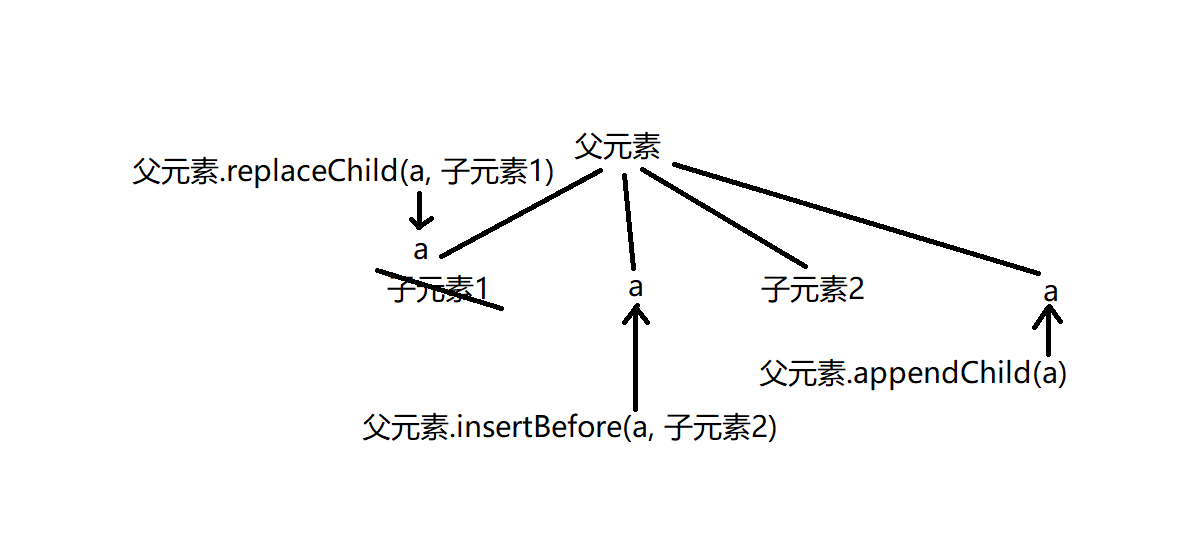 父元素
父元素.replaceChild(a, 子元素1)
a
子元素1
a
子元素2
a
父元素.appendChild(a)
父元素.insertBefore(a, 子元素2)